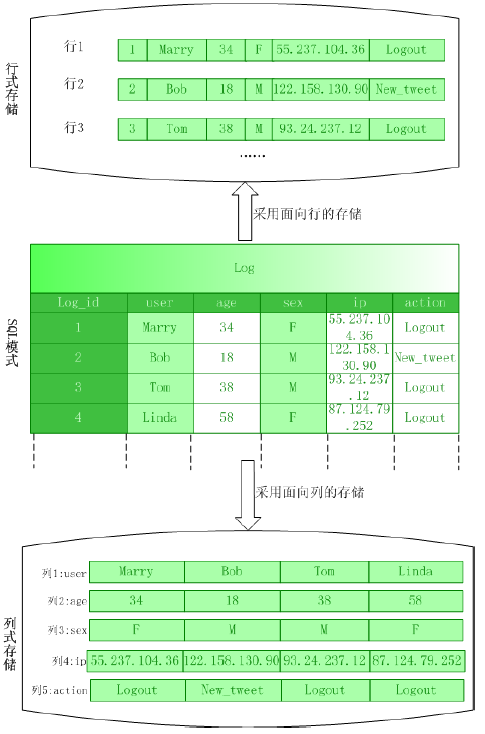 行式存储
行1 1 Marry 34 F 55.237.104.36 Logout
行2 2 Bob 18 M 122.158.130.90 New_tweet
行3 3 Tom 38 M 93.24.237.12 Logout
......
采用面向行的存储
SQL模式
Log
Log_id user age sex ip action
1 Marry 34 F 55.237.104.36 Logout
2 Bob 18 M 122.158.130.90 New_tweet
3 Tom 38 M 93.24.237.12 Logout
4 Linda 58 F 87.124.79.252 Logout
采用面向列的存储
列式存储
列1:user Marry Bob Tom Linda
列2:age 34 18 38 58
列3:sex F M M F
列4:ip 55.237.104.36 122.158.130.90 93.24.237.12 87.124.79.252
列5:action Logout New_tweet Logout Logout